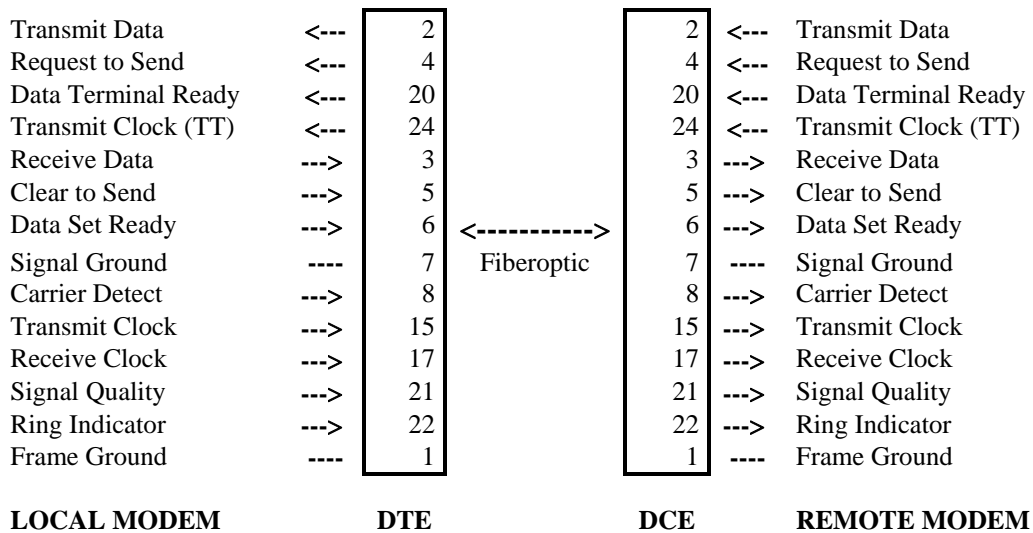 Transmit Data <--- 2 2 <--- Transmit Data
Request to Send <--- 4 4 <--- Request to Send
Data Terminal Ready <--- 20 20 <--- Data Terminal Ready
Transmit Clock (TT) <--- 24 24 <--- Transmit Clock (TT)
Receive Data ---> 3 3 ---> Receive Data
Clear to Send ---> 5 5 ---> Clear to Send
Data Set Ready ---> 6 <-----------> 6 ---> Data Set Ready
Signal Ground ---- 7 Fiberoptic 7 ---- Signal Ground
Carrier Detect ---> 8 8 ---> Carrier Detect
Transmit Clock ---> 15 15 ---> Transmit Clock
Receive Clock ---> 17 17 ---> Receive Clock
Signal Quality ---> 21 21 ---> Signal Quality
Ring Indicator ---> 22 22 ---> Ring Indicator
Frame Ground ---- 1 1 ---- Frame Ground
LOCAL MODEM DTE DCE REMOTE MODEM